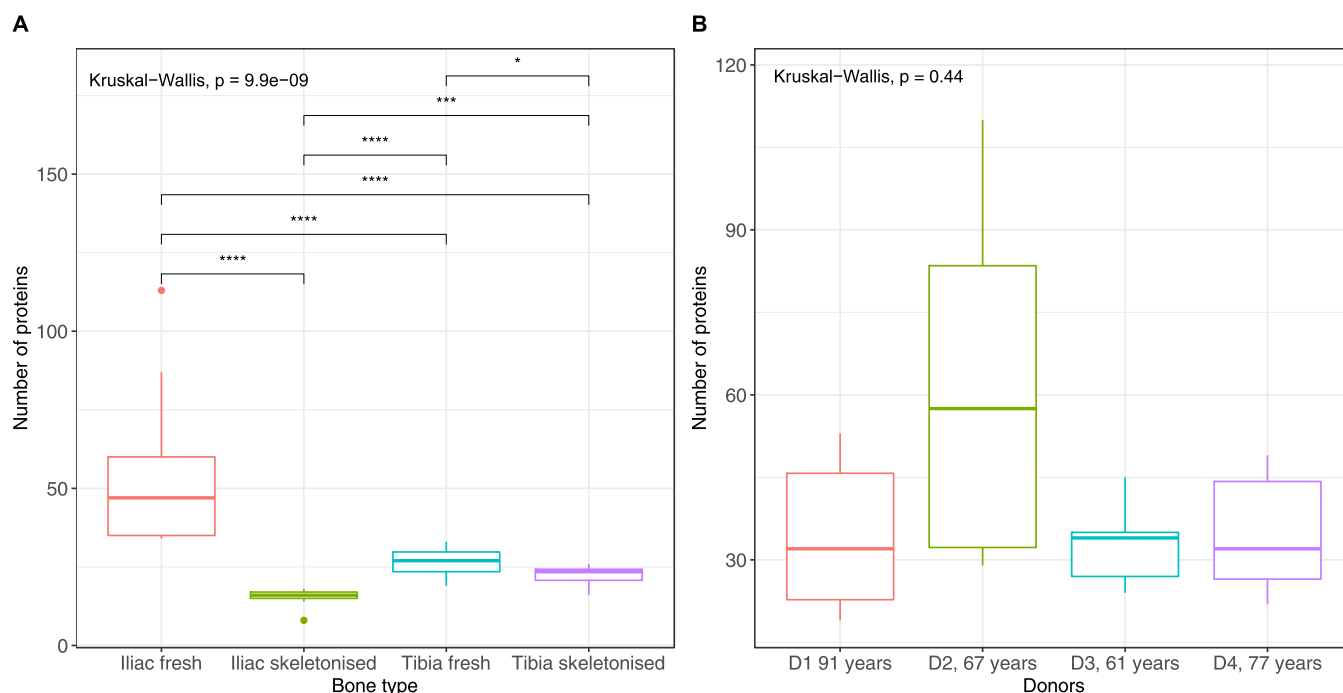 A
Kruskal−Wallis, p = 9.9e−09
*
***
****
****
****
****
150
100
50
0
Number of proteins
Iliac fresh Iliac skeletonised Tibia fresh Tibia skeletonised
Bone type
B
Kruskal−Wallis, p = 0.44
120
90
60
30
Number of proteins
D1 91 years D2, 67 years D3, 61 years D4, 77 years
Donors